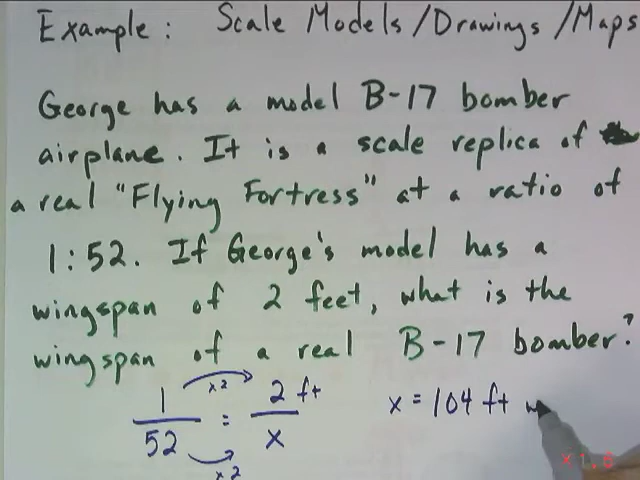 Example: Scale Models/Drawings/Maps
George has a model B-17 bomber
airplane. It is a scale replica of
a real "Flying Fortress" at a ratio of
1:52. If George's model has a
wingspan of 2 feet, what is the
wingspan of a real B-17 bomber?
1 x2 2 ft
52 = x
x2
x = 104 ft w
x1.6